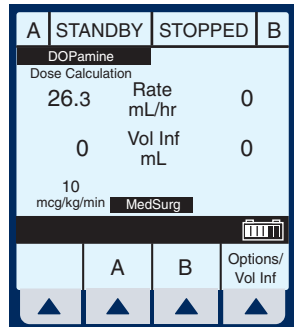 A STANDBY STOPPED B
DOPamine
Dose Calculation
26.3 Rate mL/hr 0
0 Vol Inf mL 0
10
mcg/kg/min MedSurg
A B Options/
Vol Inf